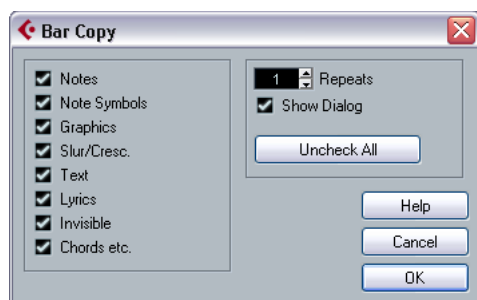 Bar Copy
Notes
Note Symbols
Graphics
Slur/Cresc.
Text
Lyrics
Invisible
Chords etc.
1 Repeats
Show Dialog
Uncheck All
Help
Cancel
OK